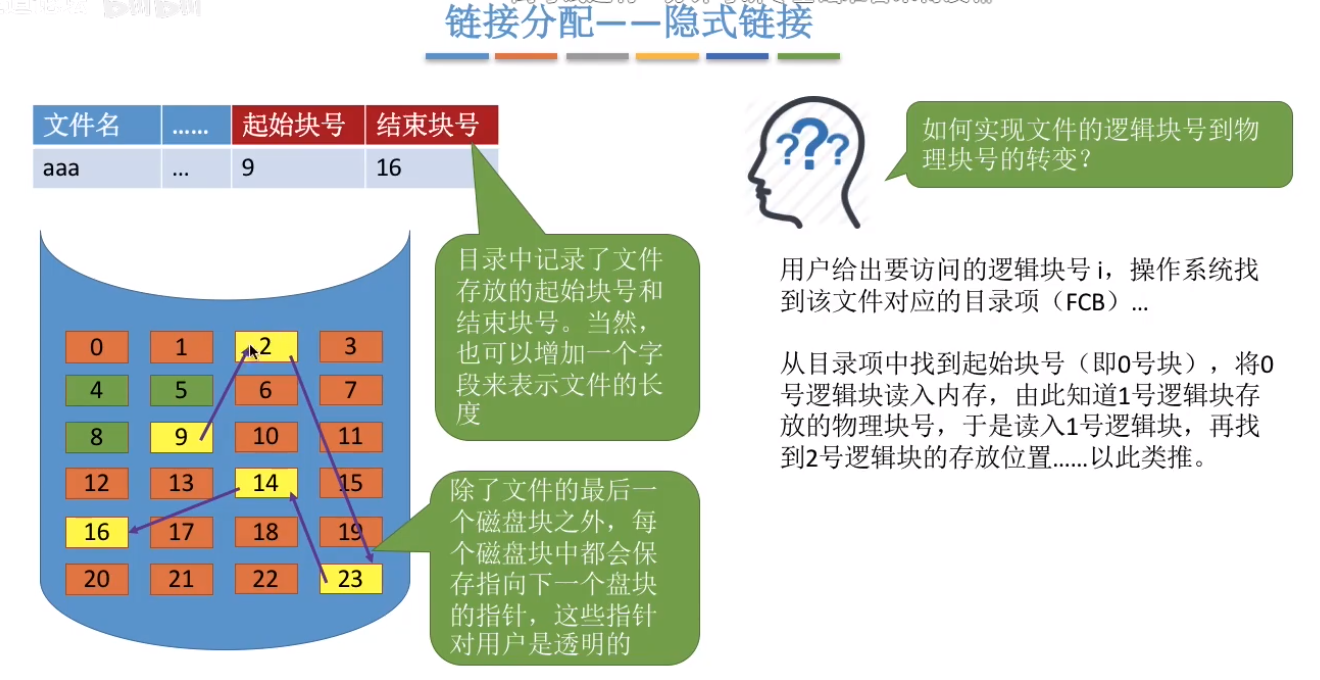 链接分配——隐式链接
文件名 …… 起始块号 结束块号
aaa … 9 16
目录中记录了文件
存放的起始块号和
结束块号。当然，
也可以增加一个字
段来表示文件的长
度
0 1 2 3
4 5 6 7
8 9 10 11
12 13 14 15
16 17 18 19
20 21 22 23
除了文件的最后一
个磁盘块之外，每
个磁盘块中都会保
存指向下一个盘块
的指针，这些指针
对用户是透明的
???
如何实现文件的逻辑块号到物
理块号的转变？
用户给出要访问的逻辑块号 i，操作系统找
到该文件对应的目录项（FCB）…
从目录项中找到起始块号（即0号块），将0
号逻辑块读入内存，由此知道1号逻辑块存
放的物理块号，于是读入1号逻辑块，再找
到2号逻辑块的存放位置……以此类推。